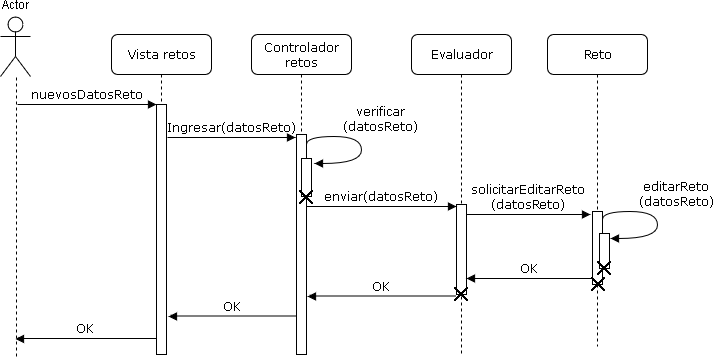 Actor
Vista retos
Controlador
retos
Evaluador
Reto
nuevosDatosReto
Ingresar(datosReto)
verificar
(datosReto)
enviar(datosReto)
solicitarEditarReto
(datosReto)
editarReto
(datosReto)
OK
OK
OK
OK